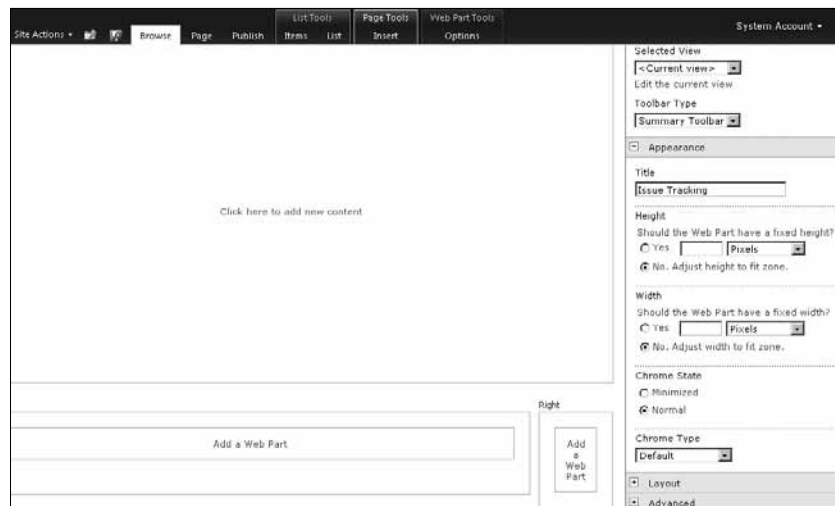 List Tools Page Tools Web Part Tools
Site Actions Browse Page Publish Items List Insert Options System Account
Click here to add new content
Add a Web Part
Right
Add
a
Web
Part
Selected View
<Current view>
Edit the current view
Toolbar Type
Summary Toolbar
Appearance
Title
Issue Tracking
Height
Should the Web Part have a fixed height?
Yes Pixels
No. Adjust height to fit zone.
Width
Should the Web Part have a fixed width?
Yes Pixels
No. Adjust width to fit zone.
Chrome State
Minimized
Normal
Chrome Type
Default
Layout
Advanced